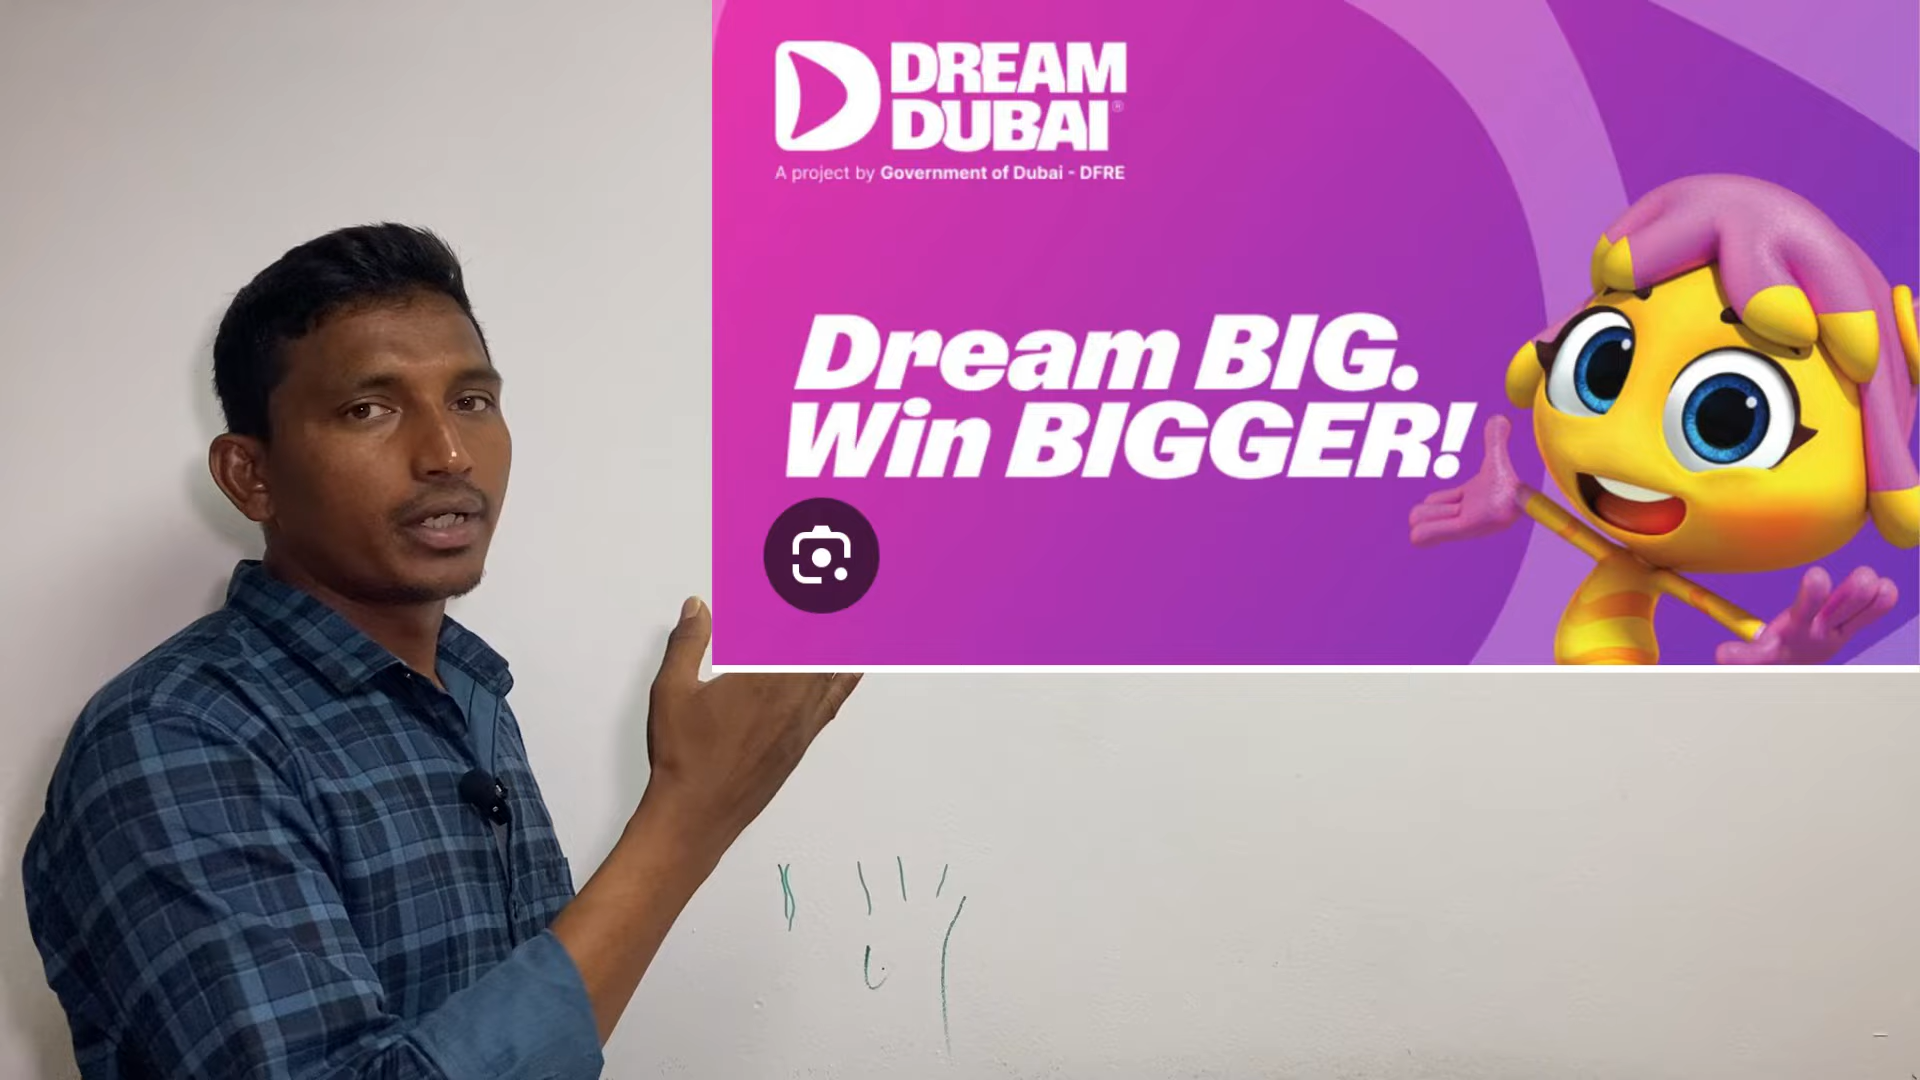 DREAM
DUBAI®
A project by Government of Dubai - DFRE
Dream BIG.
Win BIGGER!